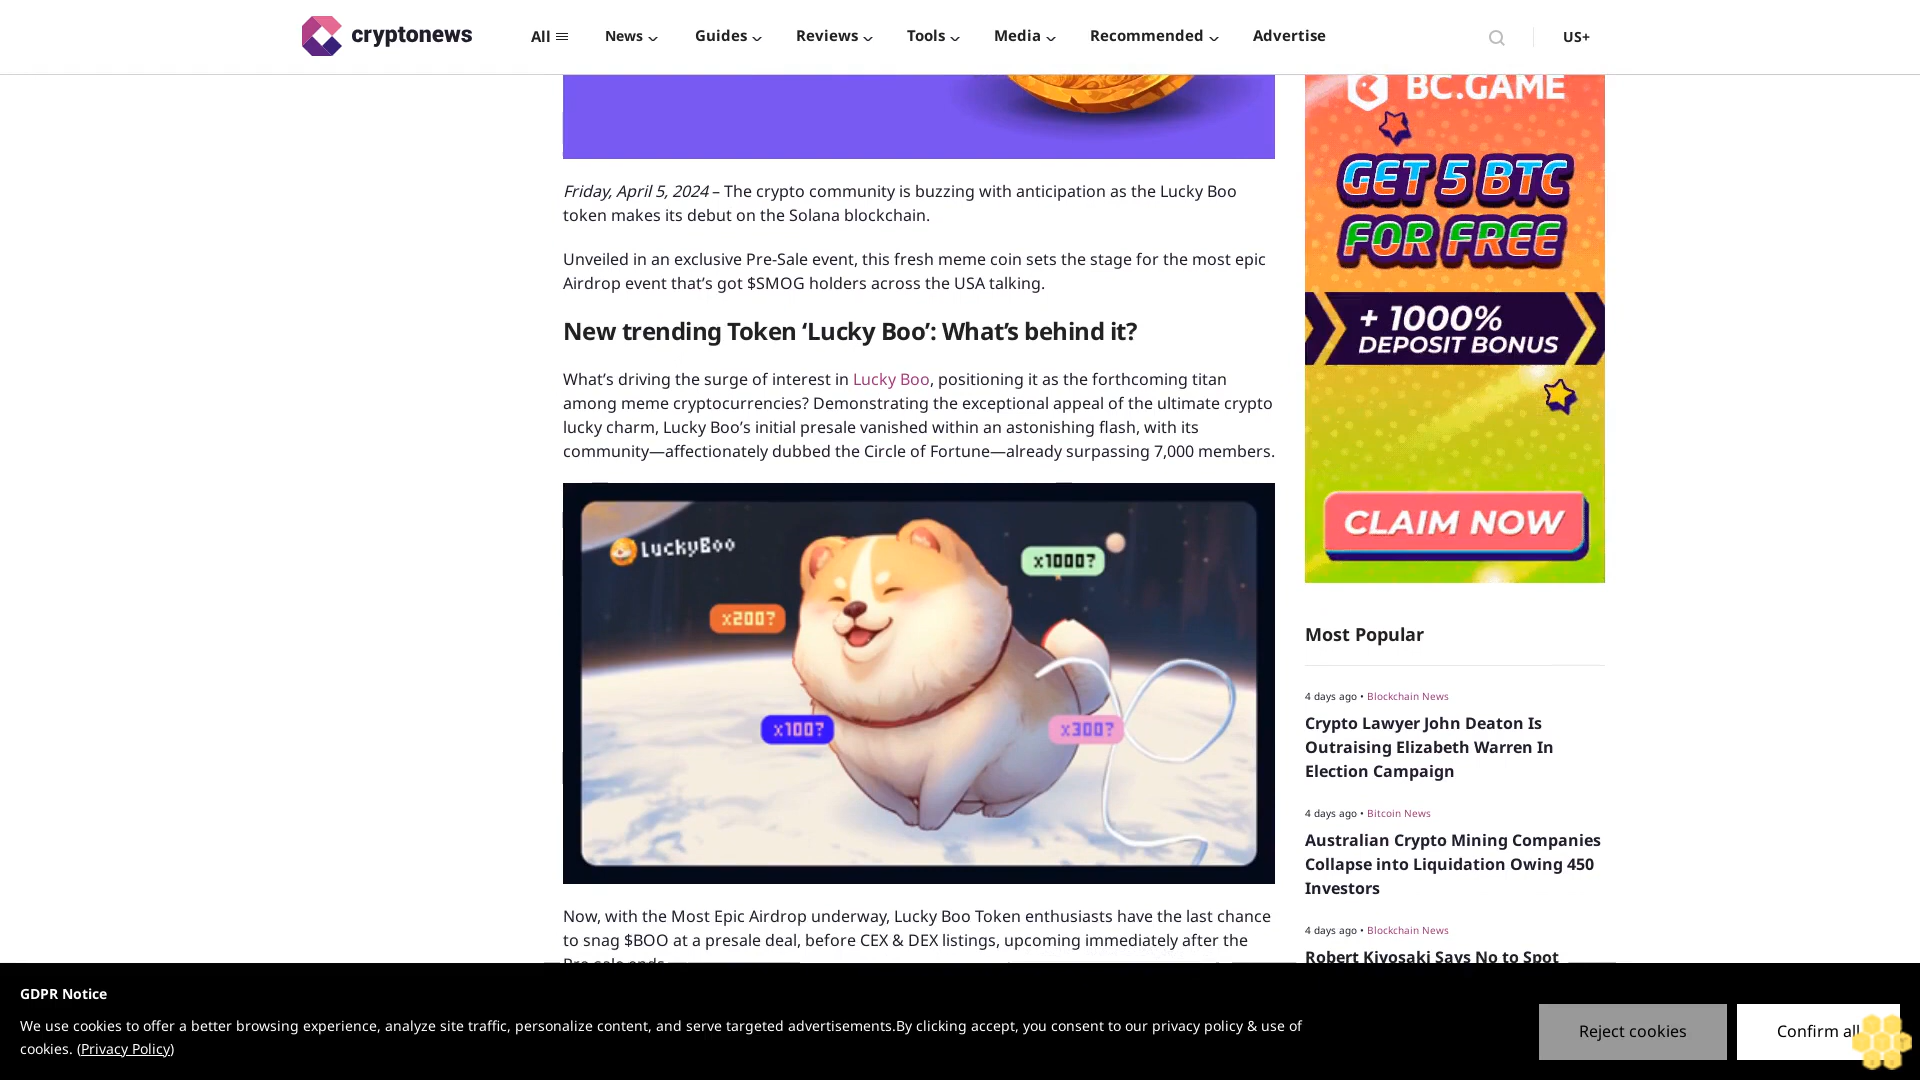 cryptonews
All
News
Guides
Reviews
Tools
Media
Recommended
Advertise
US+
Friday, April 5, 2024 – The crypto community is buzzing with anticipation as the Lucky Boo
token makes its debut on the Solana blockchain.
Unveiled in an exclusive Pre-Sale event, this fresh meme coin sets the stage for the most epic
Airdrop event that’s got $SMOG holders across the USA talking.
New trending Token ‘Lucky Boo’: What’s behind it?
What’s driving the surge of interest in Lucky Boo, positioning it as the forthcoming titan
among meme cryptocurrencies? Demonstrating the exceptional appeal of the ultimate crypto
lucky charm, Lucky Boo’s initial presale vanished within an astonishing flash, with its
community—affectionately dubbed the Circle of Fortune—already surpassing 7,000 members.
LuckyBoo
x1000?
x200?
x100?
x300?
Now, with the Most Epic Airdrop underway, Lucky Boo Token enthusiasts have the last chance
to snag $BOO at a presale deal, before CEX & DEX listings, upcoming immediately after the
Pre-sale ends
BC.GAME
GET 5 BTC
FOR FREE
+ 1000%
DEPOSIT BONUS
CLAIM NOW
Most Popular
4 days ago • Blockchain News
Crypto Lawyer John Deaton Is
Outraising Elizabeth Warren In
Election Campaign
4 days ago • Bitcoin News
Australian Crypto Mining Companies
Collapse into Liquidation Owing 450
Investors
4 days ago • Blockchain News
Robert Kiyosaki Says No to Spot
GDPR Notice
We use cookies to offer a better browsing experience, analyze site traffic, personalize content, and serve targeted advertisements.By clicking accept, you consent to our privacy policy & use of
cookies. (Privacy Policy)
Reject cookies
Confirm all